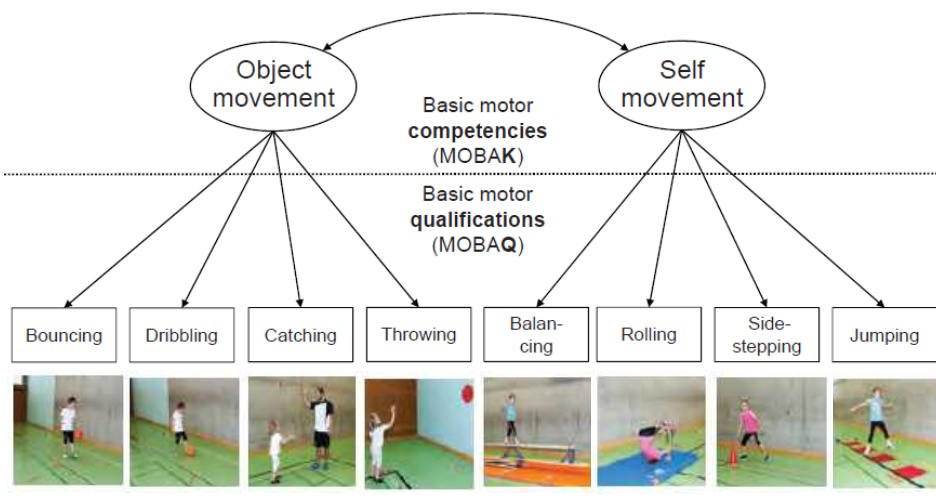 Object
movement
Self
movement
Basic motor
competencies
(MOBAK)
Basic motor
qualifications
(MOBAQ)
Bouncing
Dribbling
Catching
Throwing
Balan-
cing
Rolling
Side-
stepping
Jumping